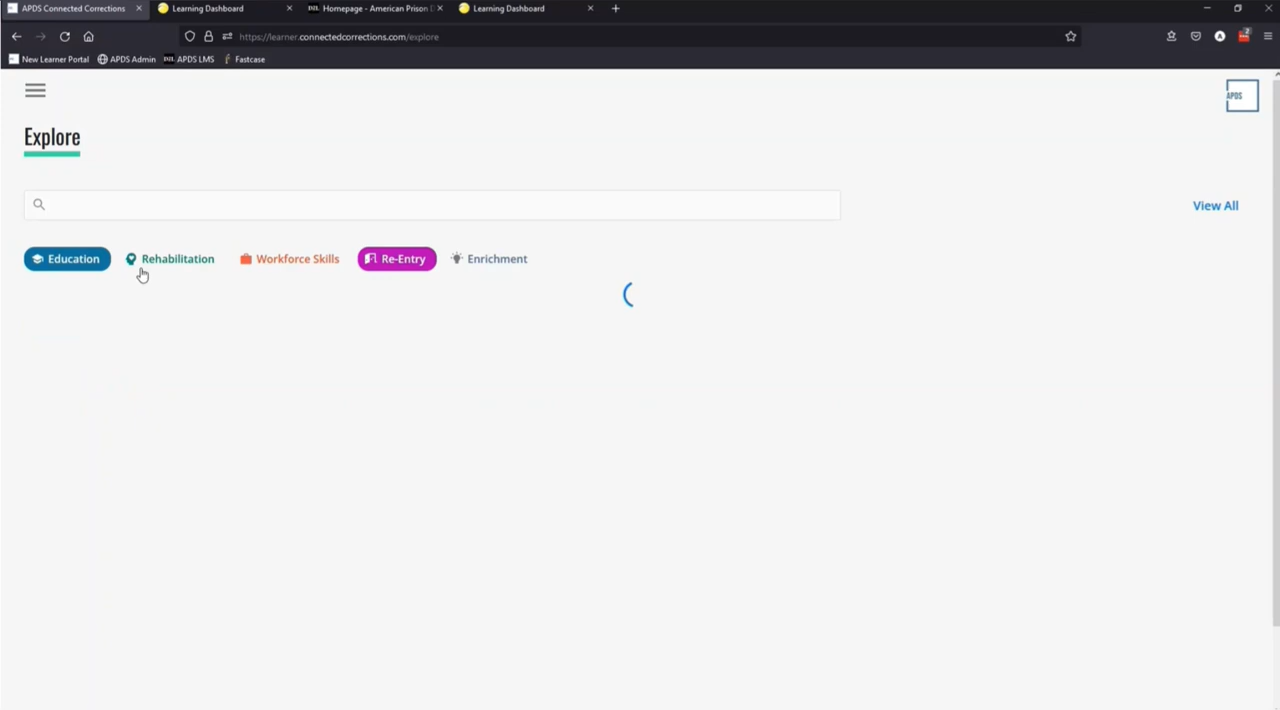 APDS Connected Corrections
Learning Dashboard
Homepage - American Prison D
Learning Dashboard
https://learner.connectedcorrections.com/explore
2
New Learner Portal
APDS Admin
APDS LMS
Fastcase
APDS
Explore
View All
Education
Rehabilitation
Workforce Skills
Re-Entry
Enrichment